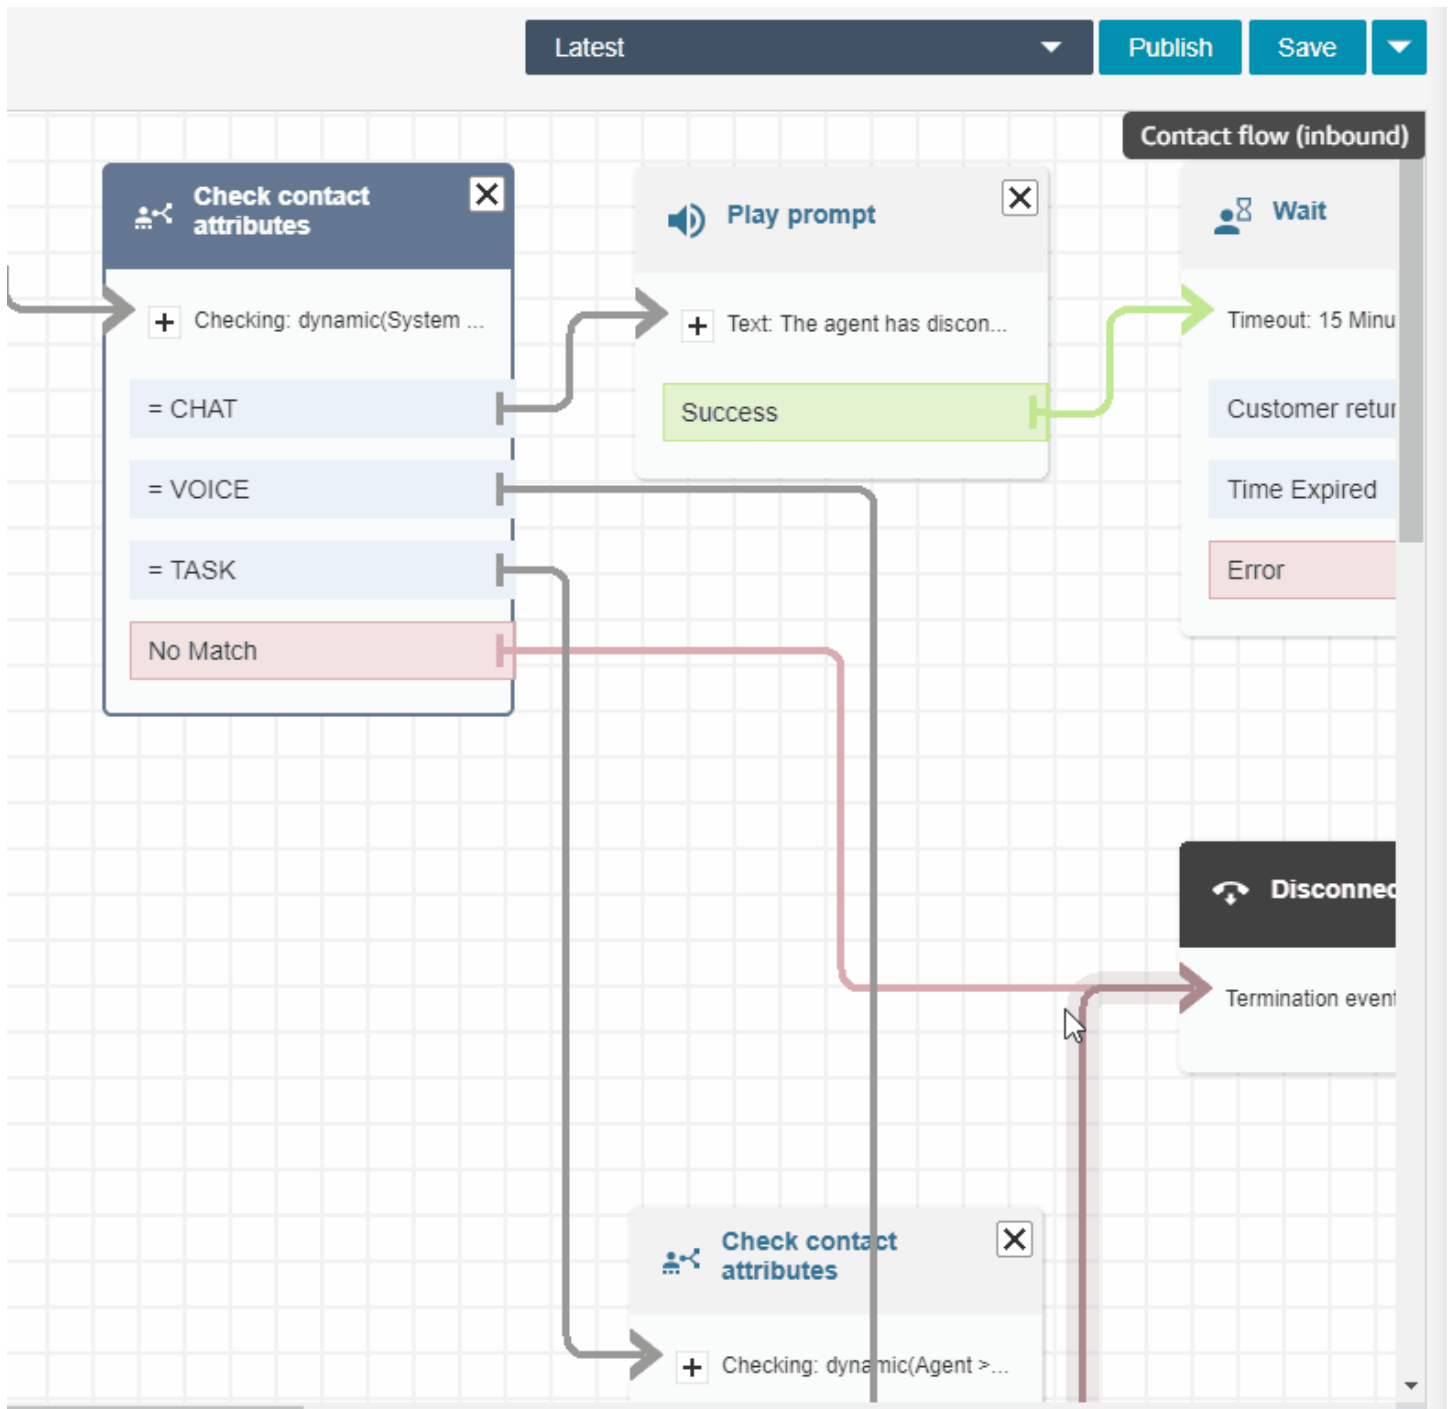 Latest
Publish
Save
Contact flow (inbound)
Check contact
attributes
Checking: dynamic(System ...
= CHAT
= VOICE
= TASK
No Match
Play prompt
Text: The agent has discon...
Success
Wait
Timeout: 15 Minu
Customer retur
Time Expired
Error
Disconnec
Termination event
Check contact
attributes
Checking: dynamic(Agent >...